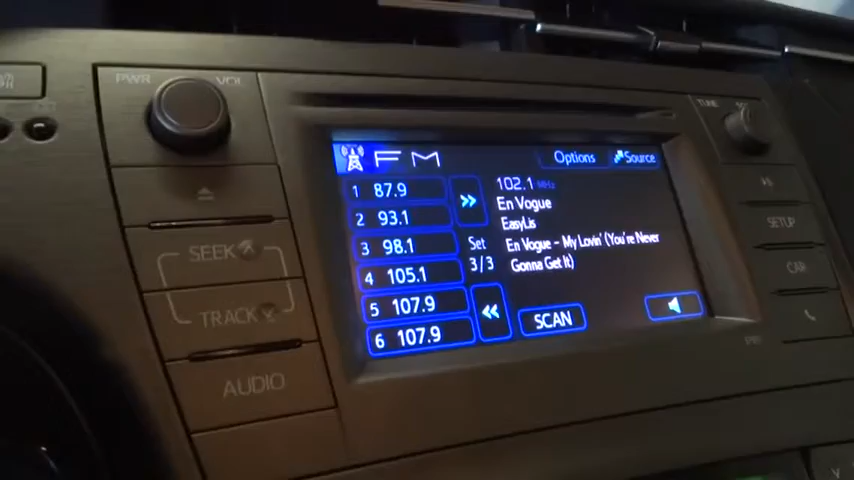 PWR
VOL
TUNE
FM
Options
Source
1 87.9
2 93.1
3 98.1
4 105.1
5 107.9
6 107.9
Set
3/3
102.1 MHz
En Vogue
EasyLis
En Vogue - My Lovin' (You're Never
Gonna Get It)
SCAN
SEEK
TRACK
AUDIO
SETUP
CAR